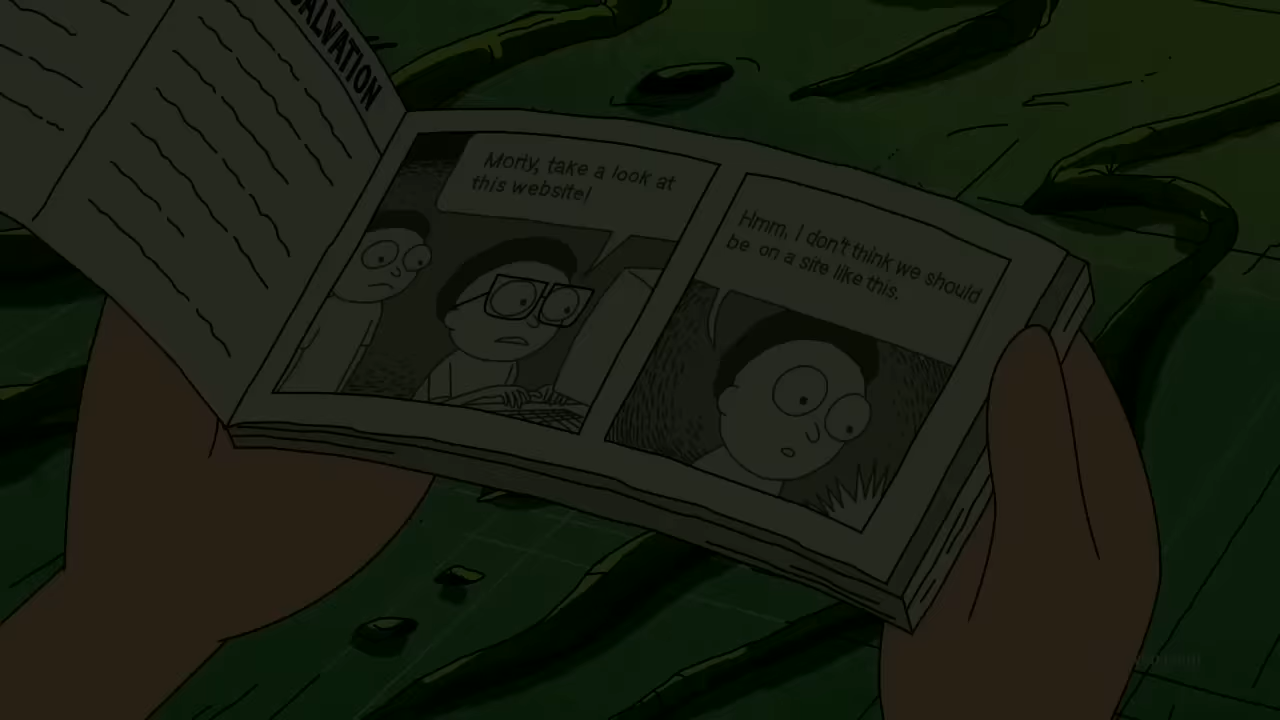 SALVATION
Morty, take a look at
this website!
Hmm, I don't think we should
be on a site like this.